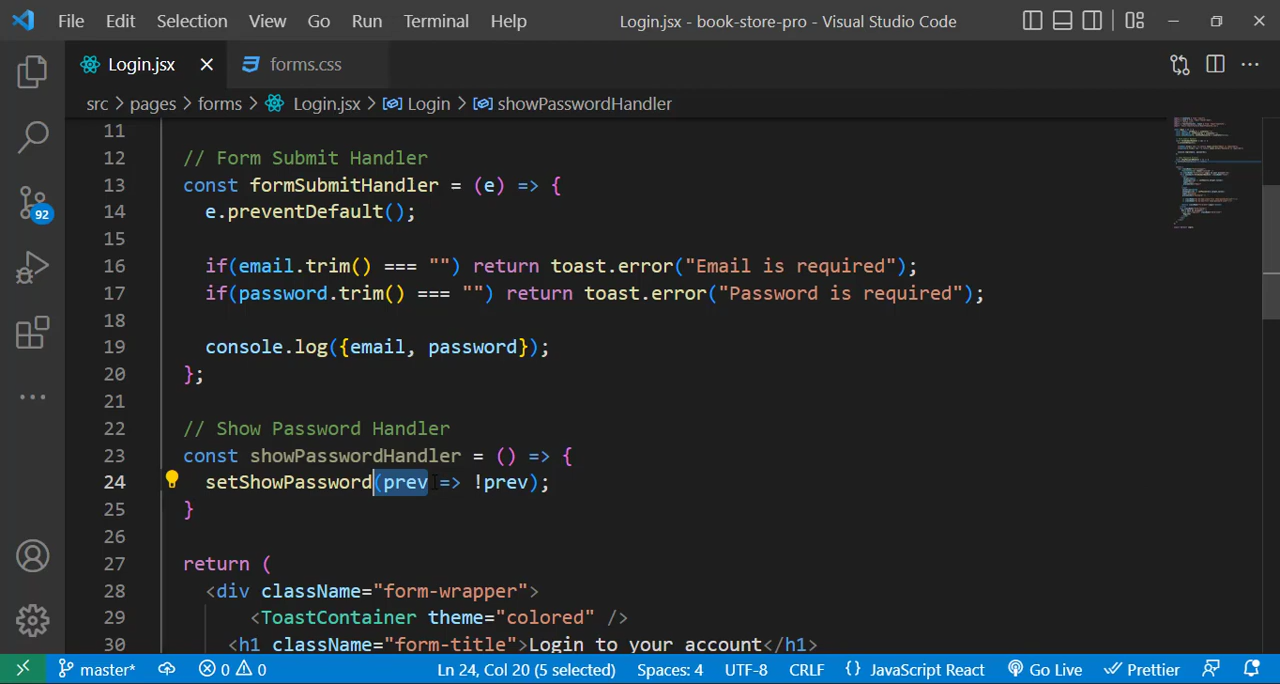 File Edit Selection View Go Run Terminal Help Login.jsx - book-store-pro - Visual Studio Code
Login.jsx forms.css
src > pages > forms > Login.jsx > Login > showPasswordHandler
11
12 // Form Submit Handler
13 const formSubmitHandler = (e) => {
14 e.preventDefault();
15
16 if(email.trim() === "") return toast.error("Email is required");
17 if(password.trim() === "") return toast.error("Password is required");
18
19 console.log({email, password});
20 };
21
22 // Show Password Handler
23 const showPasswordHandler = () => {
24 setShowPassword(prev => !prev);
25 }
26
27 return (
28 <div className="form-wrapper">
29 <ToastContainer theme="colored" />
30 <h1 className="form-title">Login to your account</h1>
92
master* 0 0 Ln 24, Col 20 (5 selected) Spaces: 4 UTF-8 CRLF {} JavaScript React Go Live Prettier